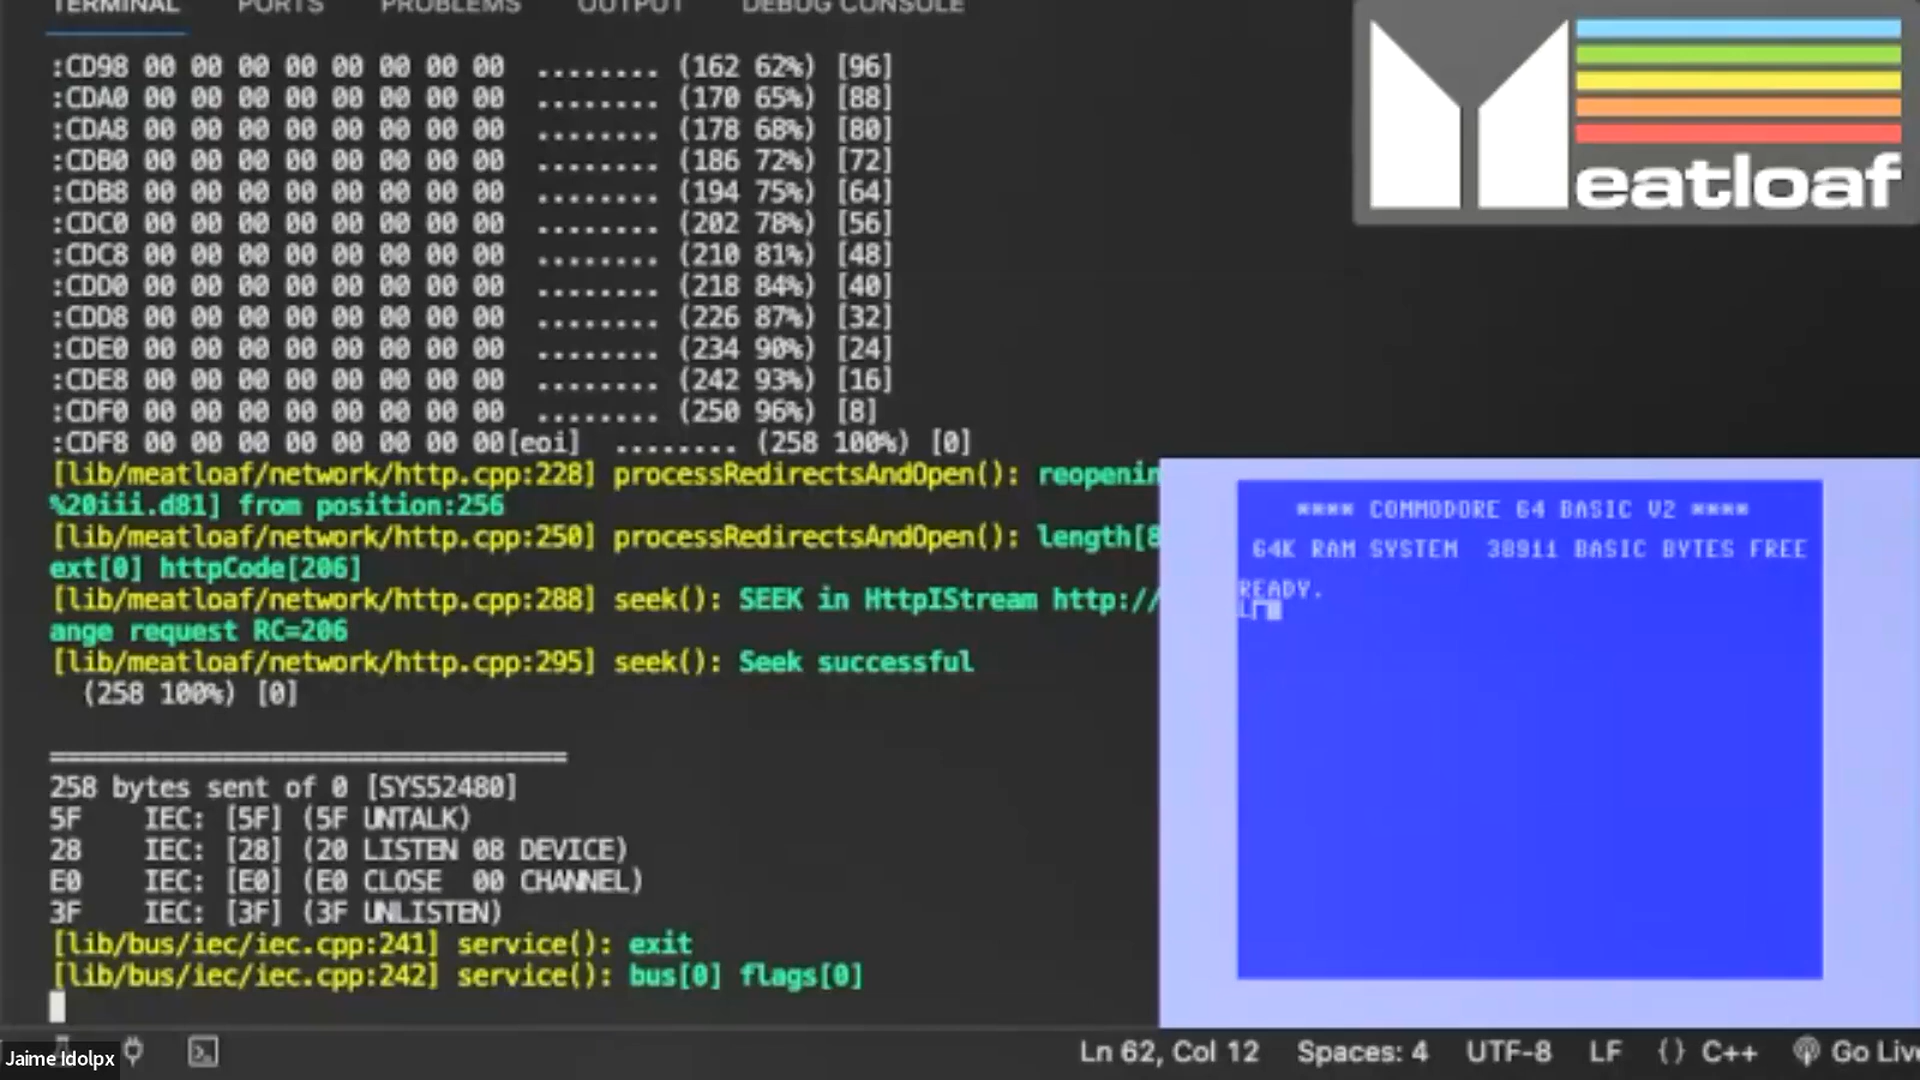 TERMINAL PORTS PROBLEMS OUTPUT DEBUG CONSOLE
:CD98 00 00 00 00 00 00 00 00 ........ (162 62%) [96]
:CDA0 00 00 00 00 00 00 00 00 ........ (170 65%) [88]
:CDA8 00 00 00 00 00 00 00 00 ........ (178 68%) [80]
:CDB0 00 00 00 00 00 00 00 00 ........ (186 72%) [72]
:CDB8 00 00 00 00 00 00 00 00 ........ (194 75%) [64]
:CDC0 00 00 00 00 00 00 00 00 ........ (202 78%) [56]
:CDC8 00 00 00 00 00 00 00 00 ........ (210 81%) [48]
:CDD0 00 00 00 00 00 00 00 00 ........ (218 84%) [40]
:CDD8 00 00 00 00 00 00 00 00 ........ (226 87%) [32]
:CDE0 00 00 00 00 00 00 00 00 ........ (234 90%) [24]
:CDE8 00 00 00 00 00 00 00 00 ........ (242 93%) [16]
:CDF0 00 00 00 00 00 00 00 00 ........ (250 96%) [8]
:CDF8 00 00 00 00 00 00 00 00[eoi] ........ (258 100%) [0]
[lib/meatloaf/network/http.cpp:228] processRedirectsAndOpen(): reopenin
%20iii.d81] from position:256
[lib/meatloaf/network/http.cpp:250] processRedirectsAndOpen(): length[8
ext[0] httpCode[206]
[lib/meatloaf/network/http.cpp:288] seek(): SEEK in HttpIStream http://
ange request RC=206
[lib/meatloaf/network/http.cpp:295] seek(): Seek successful
(258 100%) [0]
=================================
258 bytes sent of 0 [SYS52480]
5F IEC: [5F] (5F UNTALK)
28 IEC: [28] (20 LISTEN 08 DEVICE)
E0 IEC: [E0] (E0 CLOSE 00 CHANNEL)
3F IEC: [3F] (3F UNLISTEN)
[lib/bus/iec/iec.cpp:241] service(): exit
[lib/bus/iec/iec.cpp:242] service(): bus[0] flags[0]
Meatloaf
**** COMMODORE 64 BASIC V2 ****
64K RAM SYSTEM 38911 BASIC BYTES FREE
READY.
Jaime Idolpx
Ln 62, Col 12 Spaces: 4 UTF-8 LF {} C++ Go Live